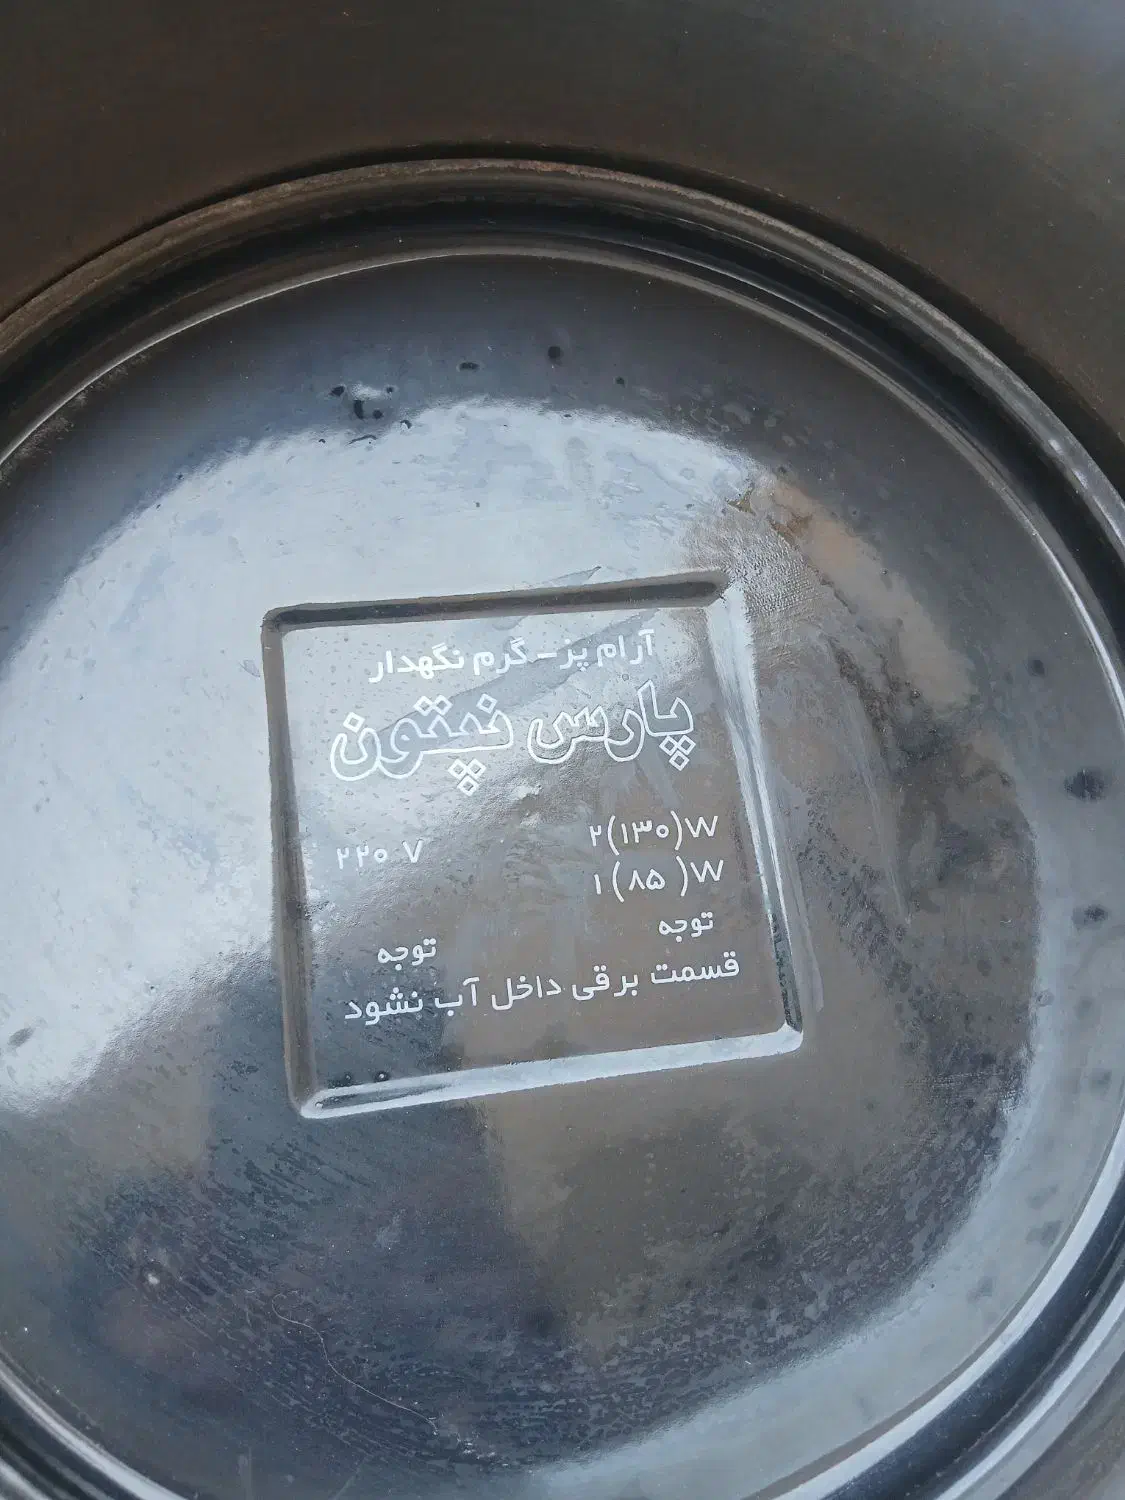 آرام پز - گرم نگهدار
پارس نپتون
۲(۱۳۰)W
۲۲۰ V
۱(۸۵ )W
توجه
توجه
قسمت برقی داخل آب نشود